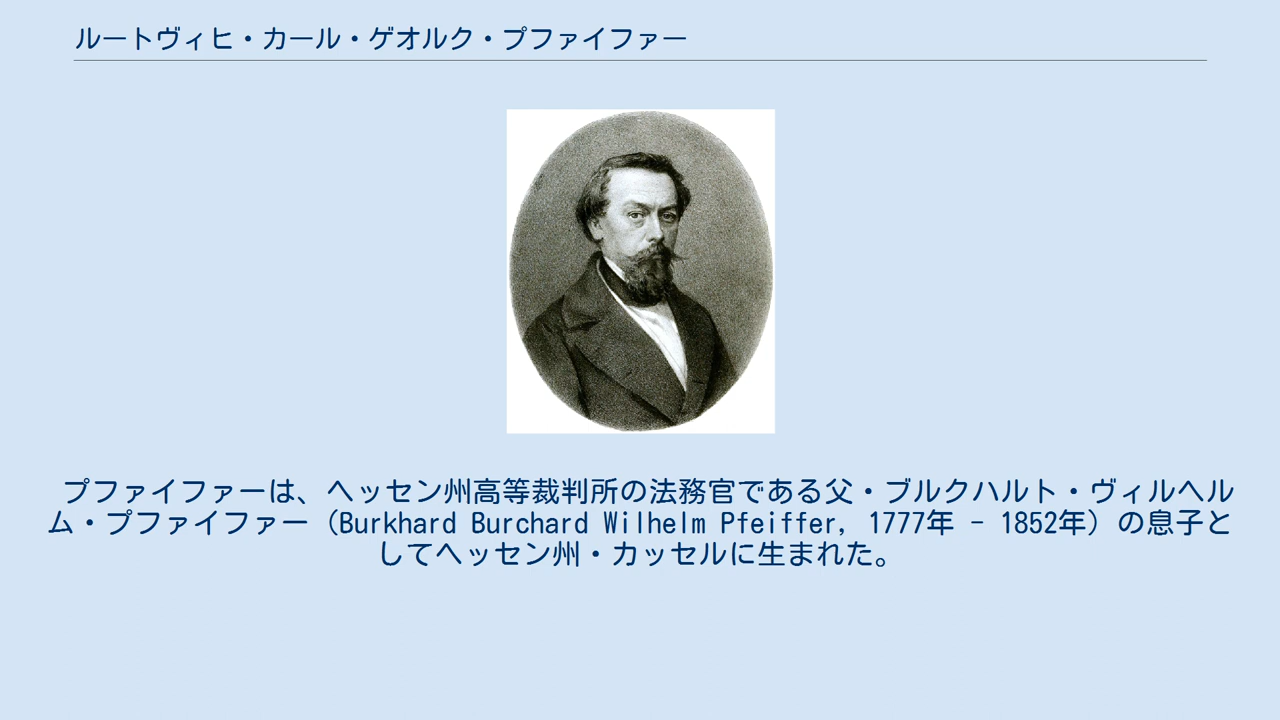 ルートヴィヒ・カール・ゲオルク・プファイファー
プファイファーは、ヘッセン州高等裁判所の法務官である父・ブルクハルト・ヴィルヘル
ム・プファイファー（Burkhard Burchard Wilhelm Pfeiffer, 1777年 - 1852年）の息子と
してヘッセン州・カッセルに生まれた。